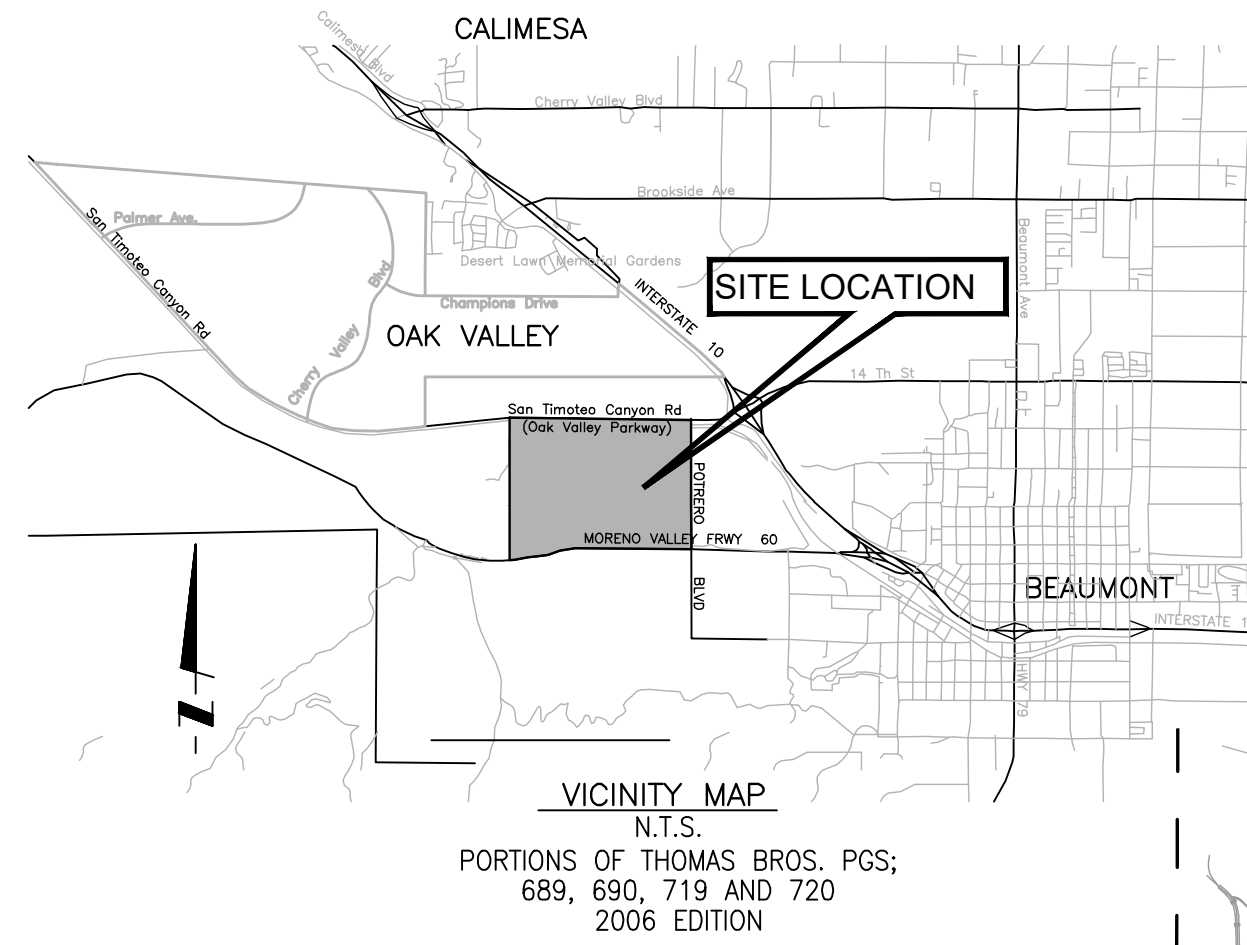 CALIMESA
Calimesa Blvd
Cherry Valley Blvd
Brookside Ave
Palmer Ave.
San Timoteo Canyon Rd
Beaumont Ave
Desert Lawn Memorial Gardens
Blvd
SITE LOCATION
INTERSTATE 10
Champions Drive
OAK VALLEY
Cherry Valley
14 Th St
San Timoteo Canyon Rd
(Oak Valley Parkway)
POTRERO
MORENO VALLEY FRWY 60
BLVD
BEAUMONT
INTERSTATE 1
HWY 79
N
VICINITY MAP
N.T.S.
PORTIONS OF THOMAS BROS. PGS;
689, 690, 719 AND 720
2006 EDITION